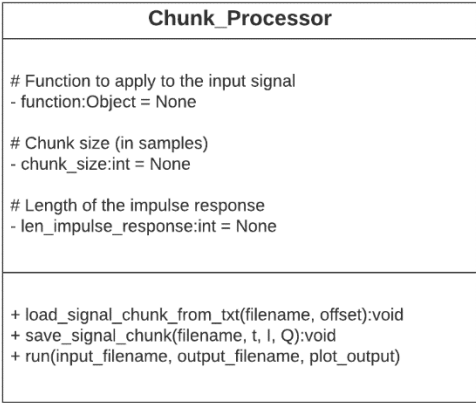 Chunk_Processor
# Function to apply to the input signal
- function:Object = None
# Chunk size (in samples)
- chunk_size:int = None
# Length of the impulse response
- len_impulse_response:int = None
+ load_signal_chunk_from_txt(filename, offset):void
+ save_signal_chunk(filename, t, I, Q):void
+ run(input_filename, output_filename, plot_output)